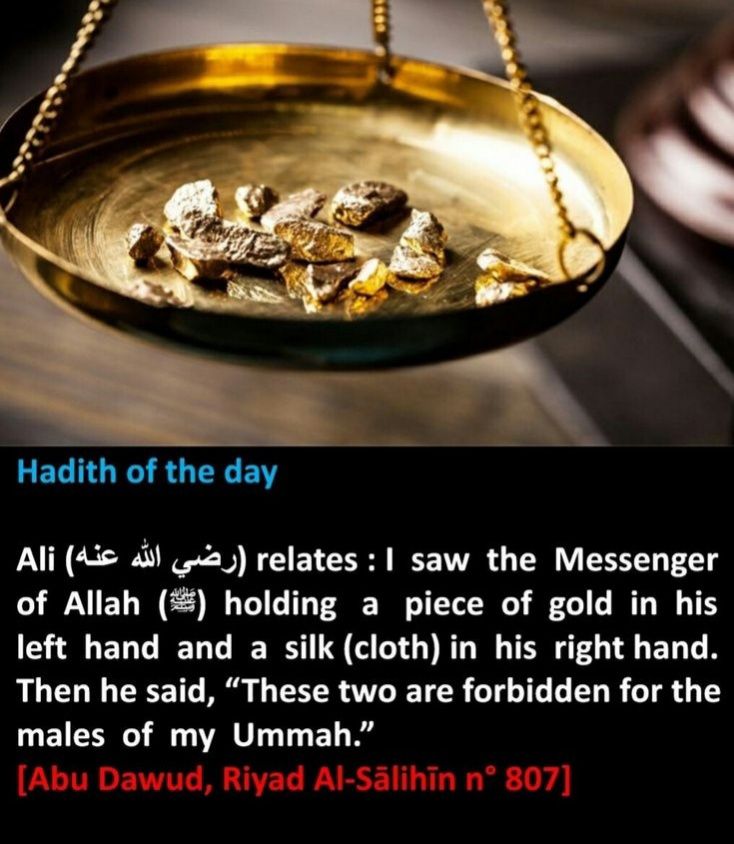 Hadith of the day
Ali (رضي الله عنه) relates : I saw the Messenger
of Allah (ﷺ) holding a piece of gold in his
left hand and a silk (cloth) in his right hand.
Then he said, “These two are forbidden for the
males of my Ummah.”
[Abu Dawud, Riyad Al-Sālihīn n° 807]